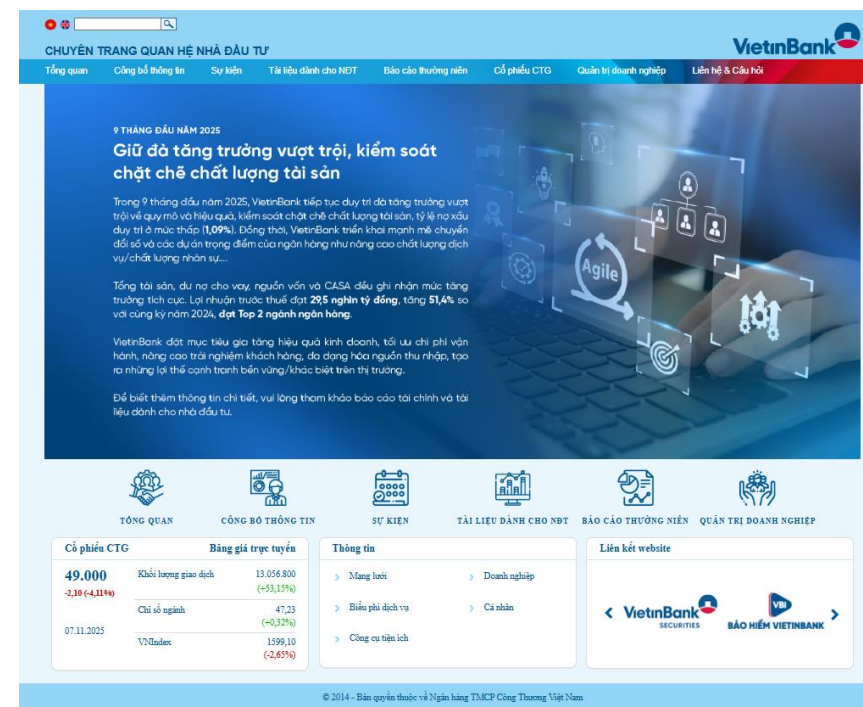 CHUYÊN TRANG QUAN HỆ NHÀ ĐẦU TƯ
VietinBank
Tổng quan Công bố thông tin Sự kiện Tài liệu dành cho NĐT Báo cáo thường niên Cổ phiếu CTG Quản trị doanh nghiệp Liên hệ & Câu hỏi
9 THÁNG ĐẦU NĂM 2025
Giữ đà tăng trưởng vượt trội, kiểm soát
chặt chẽ chất lượng tài sản
Trong 9 tháng đầu năm 2025, VietinBank tiếp tục duy trì đà tăng trưởng vượt
trội về quy mô và hiệu quả, kiểm soát chặt chẽ chất lượng tài sản, tỷ lệ nợ xấu
duy trì ở mức thấp (1,09%). Đồng thời, VietinBank triển khai mạnh mẽ chuyển
đổi số và các dự án trọng điểm của ngân hàng như nâng cao chất lượng dịch
vụ/chất lượng nhân sự....
Tổng tài sản, dư nợ cho vay, nguồn vốn và CASA đều ghi nhận mức tăng
trưởng tích cực. Lợi nhuận trước thuế đạt 29,5 nghìn tỷ đồng, tăng 51,4% so
với cùng kỳ năm 2024, đạt Top 2 ngành ngân hàng.
VietinBank đặt mục tiêu gia tăng hiệu quả kinh doanh, tối ưu chi phí vận
hành, nâng cao trải nghiệm khách hàng, đa dạng hóa nguồn thu nhập, tạo
ra những lợi thế cạnh tranh bền vững/khác biệt trên thị trường.
Để biết thêm thông tin chi tiết, vui lòng tham khảo báo cáo tài chính và tài
liệu dành cho nhà đầu tư.
Agile
TỔNG QUAN CÔNG BỐ THÔNG TIN SỰ KIỆN TÀI LIỆU DÀNH CHO NĐT BÁO CÁO THƯỜNG NIÊN QUẢN TRỊ DOANH NGHIỆP
Cổ phiếu CTG Bảng giá trực tuyến
49.000
-2,10 (-4,11%)
07.11.2025
Khối lượng giao dịch 13.056.800
(+53,15%)
Chỉ số ngành 47,23
(+0,32%)
VNIndex 1599,10
(-2,65%)
Thông tin
Mạng lưới Doanh nghiệp
Biểu phí dịch vụ Cá nhân
Công cụ tiện ích
Liên kết website
VietinBank
SECURITIES
VBI
BẢO HIỂM VIETINBANK
© 2014 - Bản quyền thuộc về Ngân hàng TMCP Công Thương Việt Nam